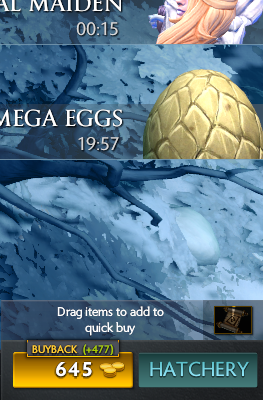 AL MAIDEN
00:15
MEGA EGGS
19:57
Drag items to add to
quick buy
BUYBACK (+477)
645
HATCHERY